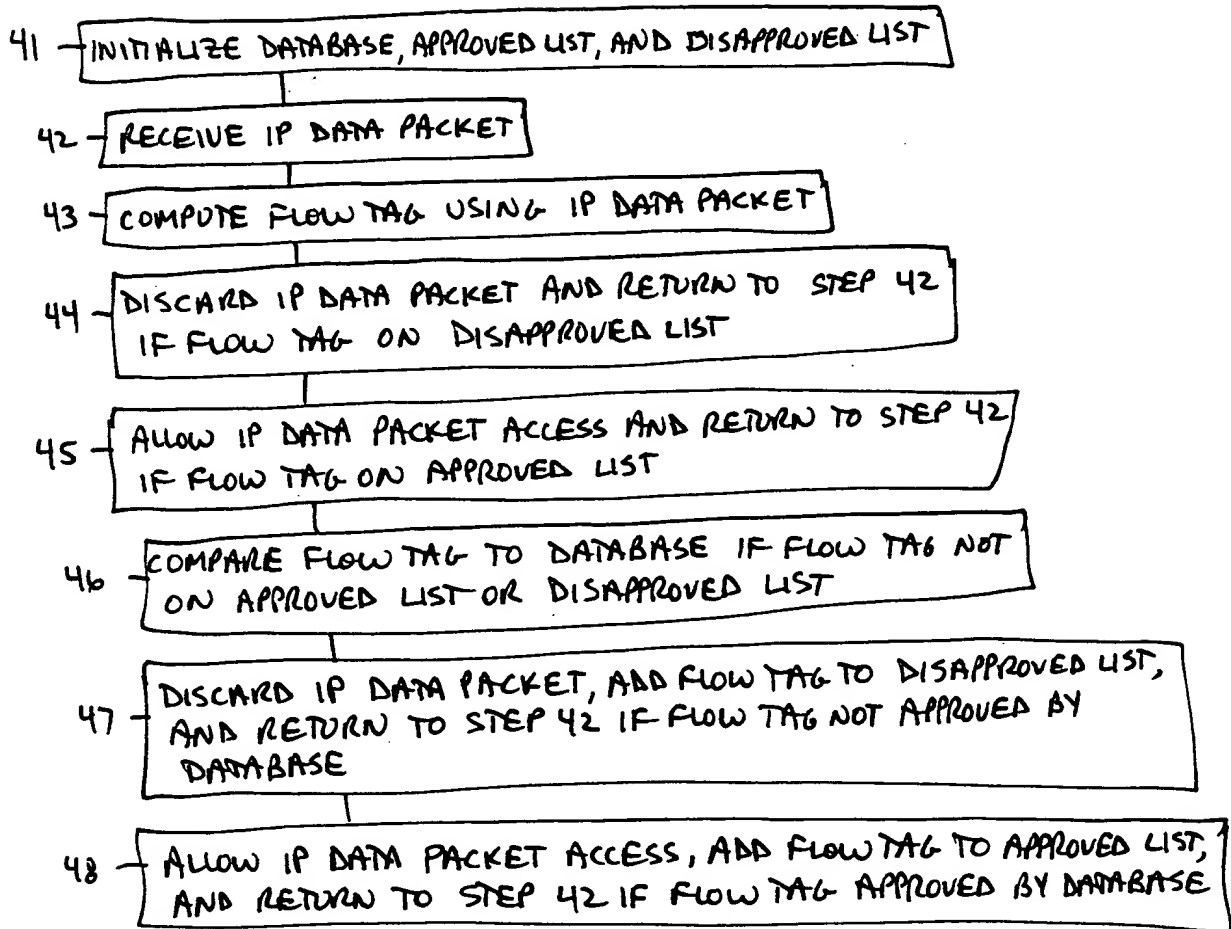 41 INITIALIZE DATABASE, APPROVED LIST, AND DISAPPROVED LIST
42 RECEIVE IP DATA PACKET
43 COMPUTE FLOW TAG USING IP DATA PACKET
44 DISCARD IP DATA PACKET AND RETURN TO STEP 42
IF FLOW TAG ON DISAPPROVED LIST
45 ALLOW IP DATA PACKET ACCESS AND RETURN TO STEP 42
IF FLOW TAG ON APPROVED LIST
46 COMPARE FLOW TAG TO DATABASE IF FLOW TAG NOT
ON APPROVED LIST OR DISAPPROVED LIST
47 DISCARD IP DATA PACKET, ADD FLOW TAG TO DISAPPROVED LIST,
AND RETURN TO STEP 42 IF FLOW TAG NOT APPROVED BY
DATABASE
48 ALLOW IP DATA PACKET ACCESS, ADD FLOW TAG TO APPROVED LIST,
AND RETURN TO STEP 42 IF FLOW TAG APPROVED BY DATABASE